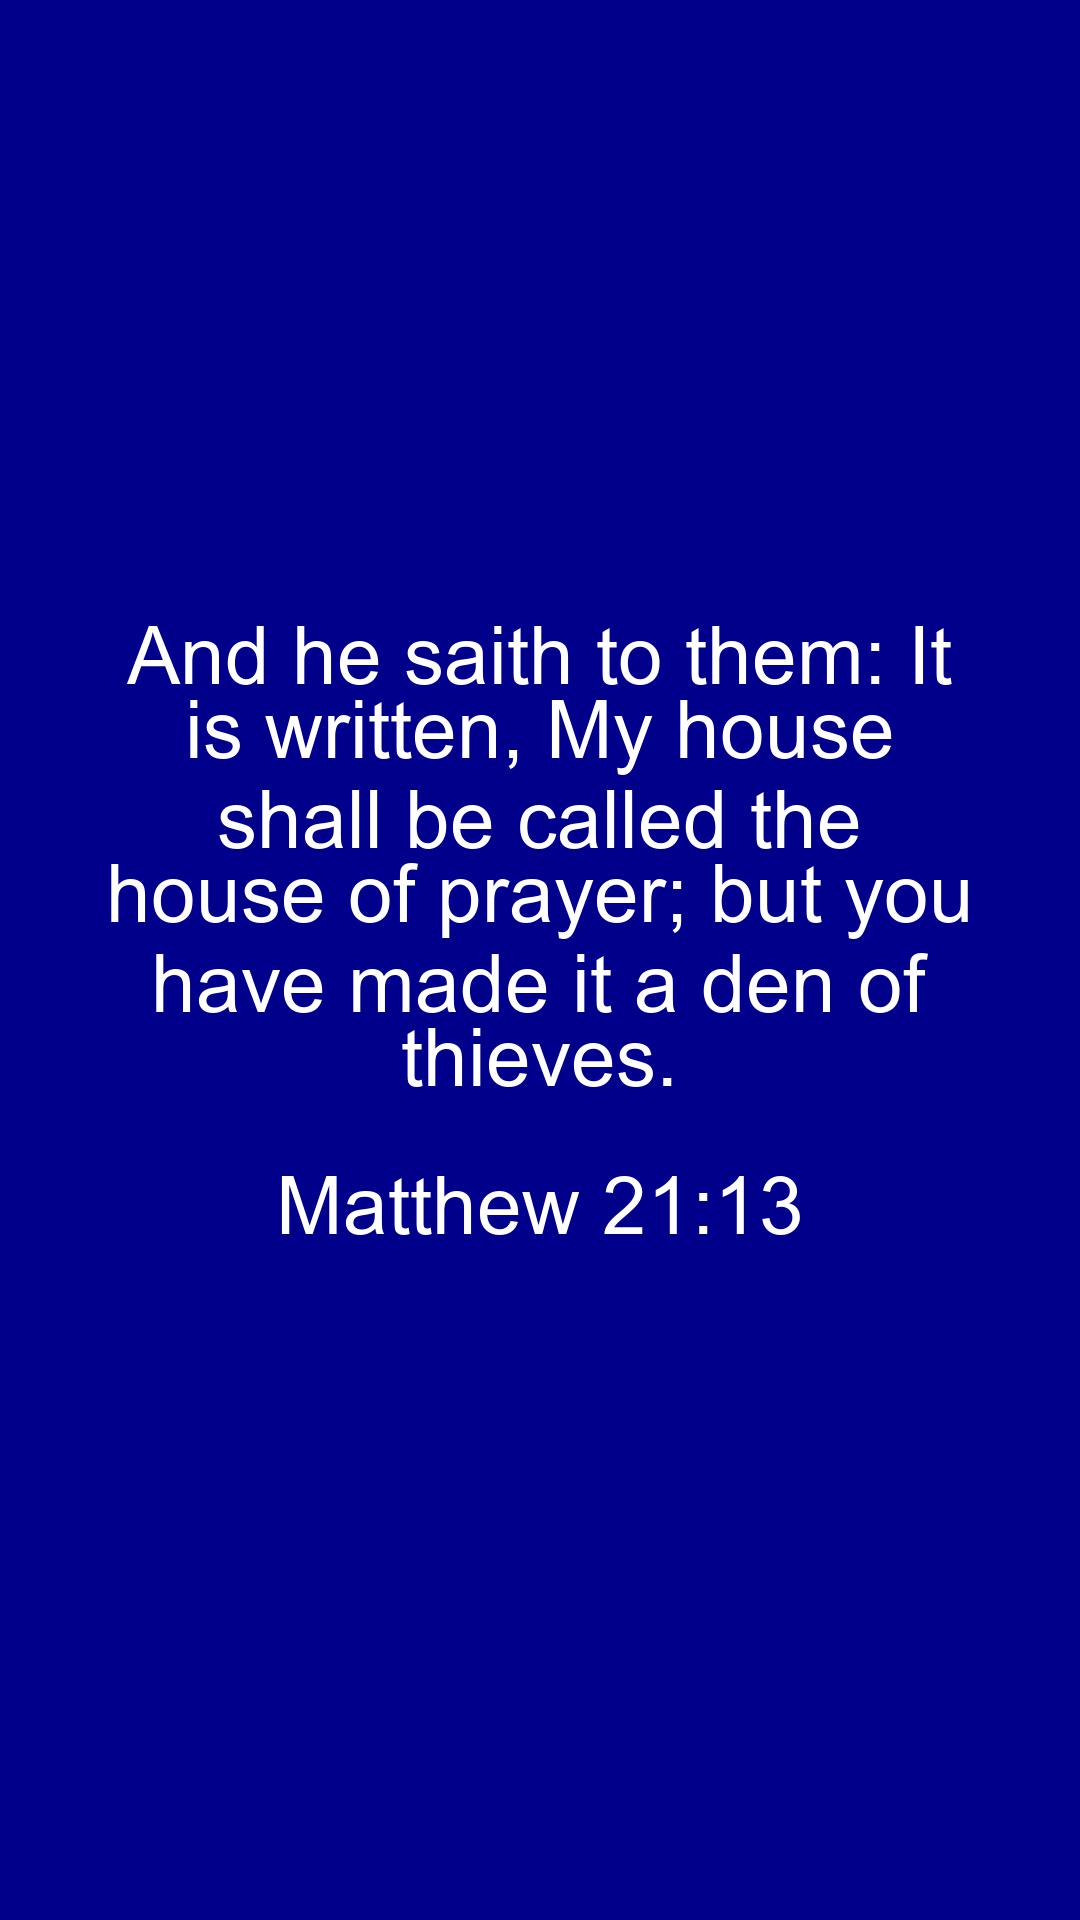 And he saith to them: It
is written, My house
shall be called the
house of prayer; but you
have made it a den of
thieves.
Matthew 21:13